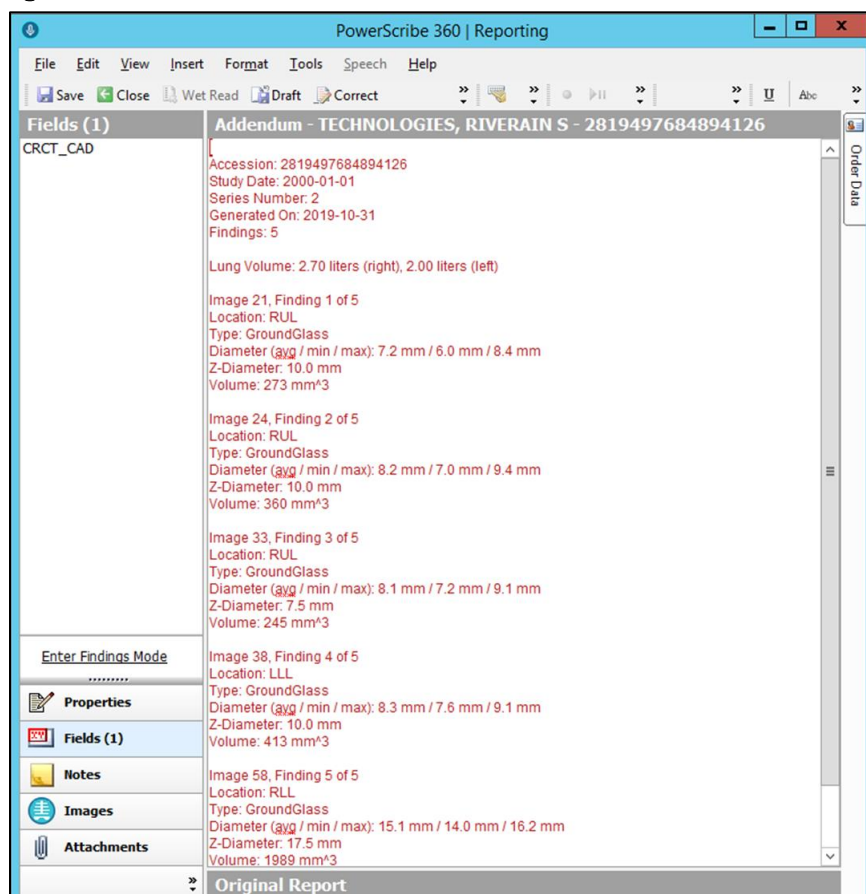 PowerScribe 360 | Reporting
File Edit View Insert Format Tools Speech Help
Save Close Wet Read Draft Correct U Abc
Fields (1)
CRCT_CAD
Addendum - TECHNOLOGIES, RIVERAIN S - 2819497684894126
[
Accession: 2819497684894126
Study Date: 2000-01-01
Series Number: 2
Generated On: 2019-10-31
Findings: 5
Lung Volume: 2.70 liters (right), 2.00 liters (left)
Image 21, Finding 1 of 5
Location: RUL
Type: GroundGlass
Diameter (avg / min / max): 7.2 mm / 6.0 mm / 8.4 mm
Z-Diameter: 10.0 mm
Volume: 273 mm^3
Image 24, Finding 2 of 5
Location: RUL
Type: GroundGlass
Diameter (avg / min / max): 8.2 mm / 7.0 mm / 9.4 mm
Z-Diameter: 10.0 mm
Volume: 360 mm^3
Image 33, Finding 3 of 5
Location: RUL
Type: GroundGlass
Diameter (avg / min / max): 8.1 mm / 7.2 mm / 9.1 mm
Z-Diameter: 7.5 mm
Volume: 245 mm^3
Image 38, Finding 4 of 5
Location: LLL
Type: GroundGlass
Diameter (avg / min / max): 8.3 mm / 7.6 mm / 9.1 mm
Z-Diameter: 10.0 mm
Volume: 413 mm^3
Image 58, Finding 5 of 5
Location: RLL
Type: GroundGlass
Diameter (avg / min / max): 15.1 mm / 14.0 mm / 16.2 mm
Z-Diameter: 17.5 mm
Volume: 1989 mm^3
Order Data
Enter Findings Mode
Properties
Fields (1)
Notes
Images
Attachments
Original Report